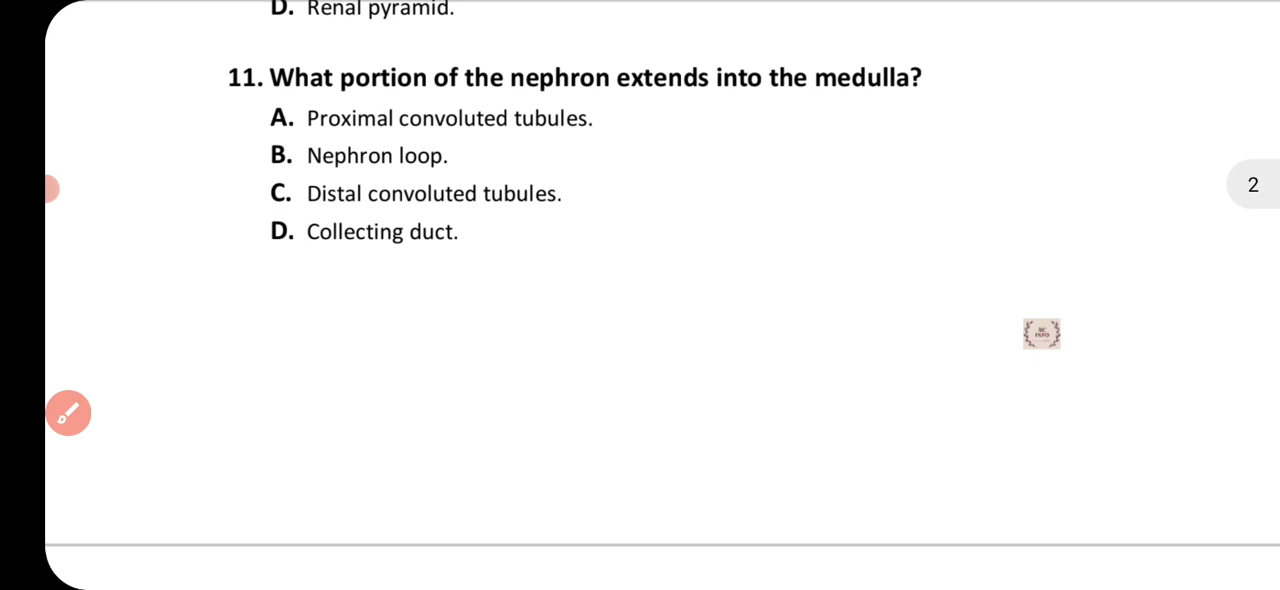 D. Renal pyramid.
11. What portion of the nephron extends into the medulla?
A. Proximal convoluted tubules.
B. Nephron loop.
C. Distal convoluted tubules.
D. Collecting duct.
2